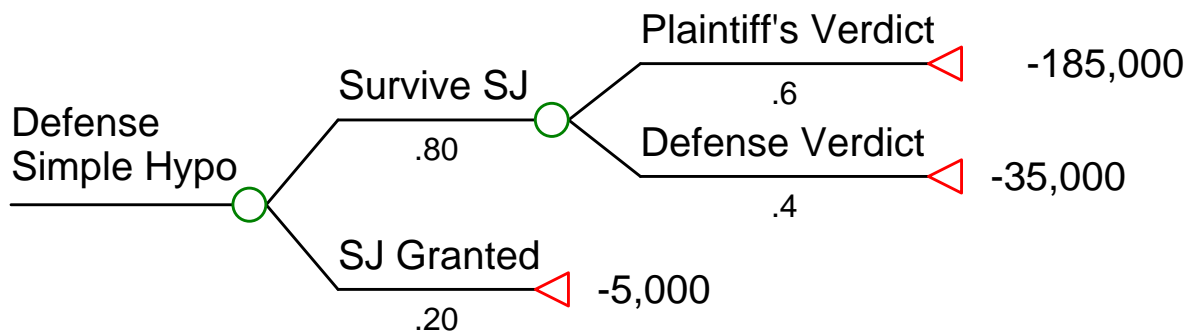 Plaintiff's Verdict
-185,000
.6
Survive SJ
.80
Defense Verdict
-35,000
.4
Defense
Simple Hypo
SJ Granted
-5,000
.20